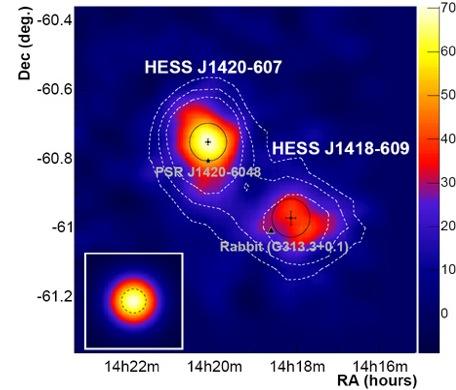 Dec (deg.)
-60.4
-60.6
-60.8
-61
-61.2
HESS J1420-607
HESS J1418-609
PSR J1420-6048
Rabbit (G313.3+0.1)
70
60
50
40
30
20
10
0
14h22m
14h20m
14h18m
14h16m
RA (hours)